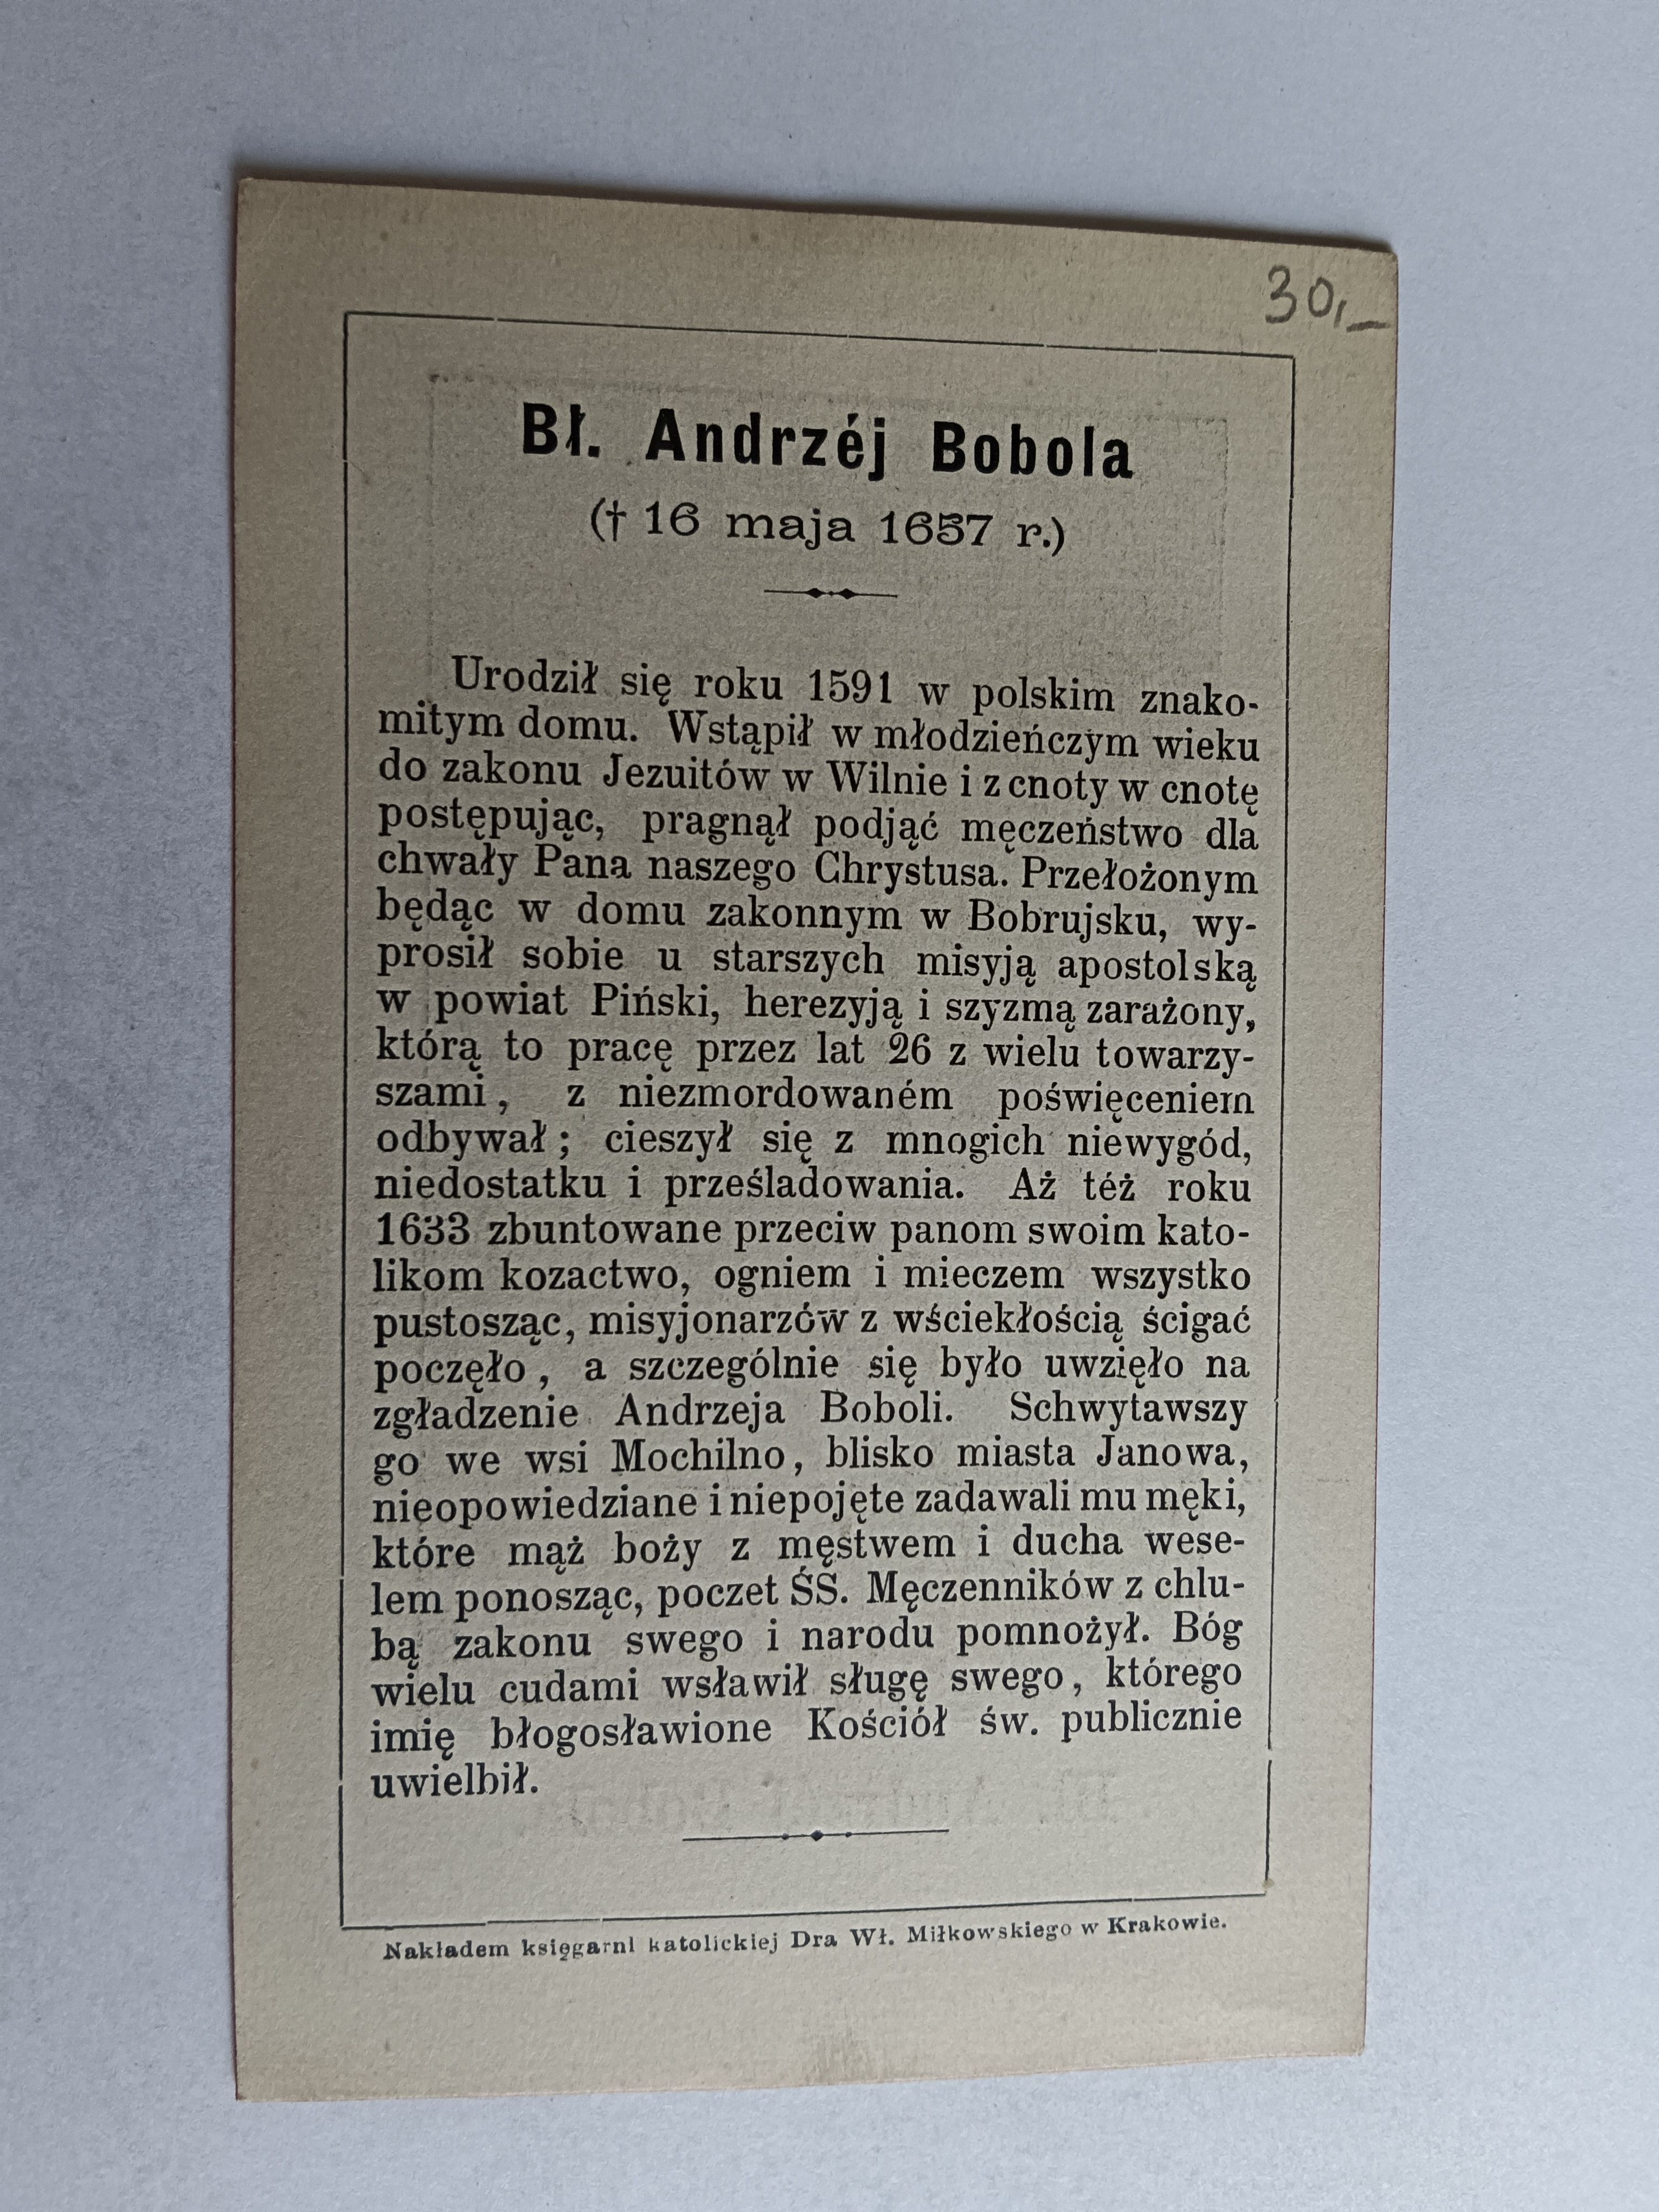 30,—
Bł. Andrzéj Bobola
(† 16 maja 1657 r.)
Urodził się roku 1591 w polskim znako-
mitym domu. Wstąpił w młodzieńczym wieku
do zakonu Jezuitów w Wilnie i z cnoty w cnotę
postępując, pragnął podjąć męczeństwo dla
chwały Pana naszego Chrystusa. Przełożonym
będąc w domu zakonnym w Bobrujsku, wy-
prosił sobie u starszych misyją apostolską
w powiat Piński, herezyją i szyzmą zarażony,
którą to pracę przez lat 26 z wielu towarzy-
szami, z niezmordowaném poświęceniem
odbywał; cieszył się z mnogich niewygód,
niedostatku i prześladowania. Aż téż roku
1633 zbuntowane przeciw panom swoim kato-
likom kozactwo, ogniem i mieczem wszystko
pustosząc, misyjonarzów z wściekłością ścigać
poczęło, a szczególnie się było uwzięło na
zgładzenie Andrzeja Boboli. Schwytawszy
go we wsi Mochilno, blisko miasta Janowa,
nieopowiedziane i niepojęte zadawali mu męki,
które mąż boży z męstwem i ducha wese-
lem ponosząc, poczet ŚS. Męczenników z chlu-
bą zakonu swego i narodu pomnożył. Bóg
wielu cudami wsławił sługę swego, którego
imię błogosławione Kościół św. publicznie
uwielbił.
Nakładem księgarni katolickiej Dra Wł. Miłkowskiego w Krakowie.